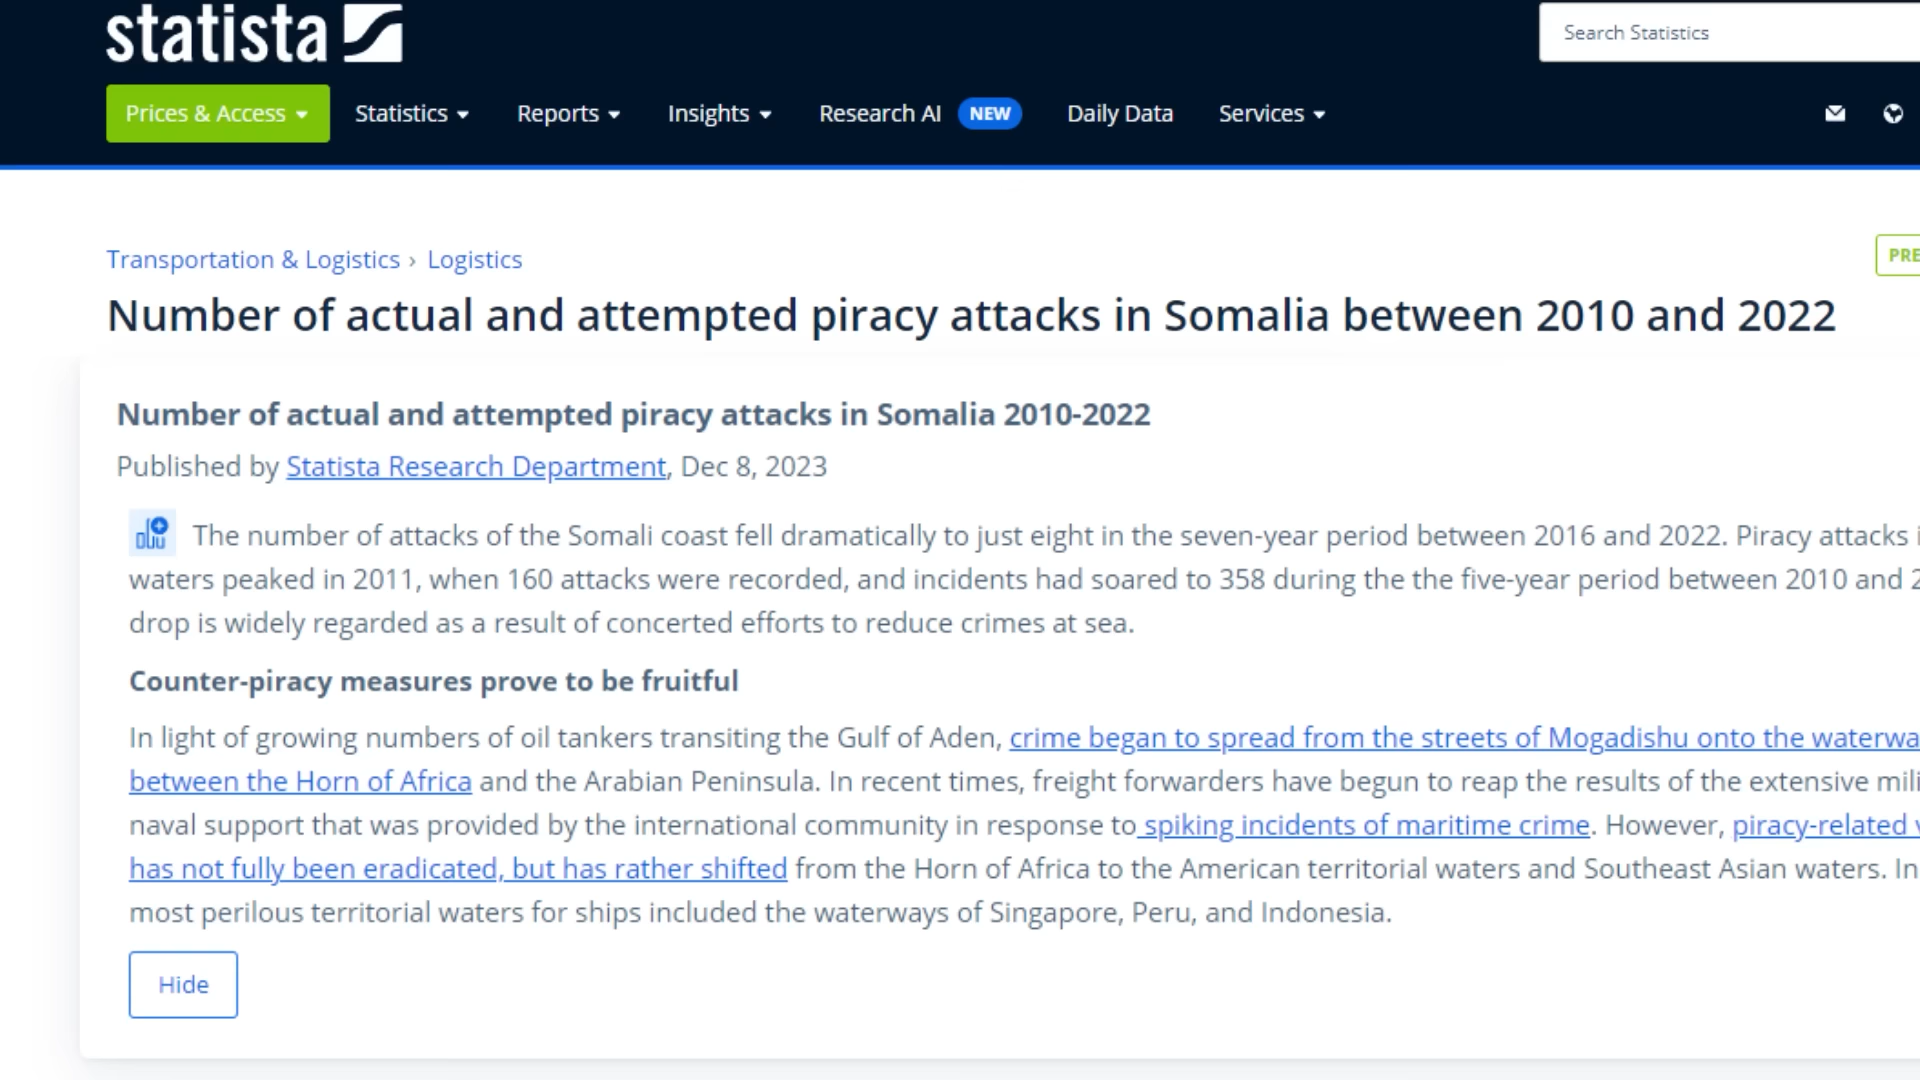 statista
Search Statistics
Prices & Access Statistics Reports Insights Research AI NEW Daily Data Services
Transportation & Logistics › Logistics
PRE
Number of actual and attempted piracy attacks in Somalia between 2010 and 2022
Number of actual and attempted piracy attacks in Somalia 2010-2022
Published by Statista Research Department, Dec 8, 2023
The number of attacks of the Somali coast fell dramatically to just eight in the seven-year period between 2016 and 2022. Piracy attacks i
waters peaked in 2011, when 160 attacks were recorded, and incidents had soared to 358 during the the five-year period between 2010 and 2
drop is widely regarded as a result of concerted efforts to reduce crimes at sea.
Counter-piracy measures prove to be fruitful
In light of growing numbers of oil tankers transiting the Gulf of Aden, crime began to spread from the streets of Mogadishu onto the waterwa
between the Horn of Africa and the Arabian Peninsula. In recent times, freight forwarders have begun to reap the results of the extensive mili
naval support that was provided by the international community in response to spiking incidents of maritime crime. However, piracy-related v
has not fully been eradicated, but has rather shifted from the Horn of Africa to the American territorial waters and Southeast Asian waters. In
most perilous territorial waters for ships included the waterways of Singapore, Peru, and Indonesia.
Hide